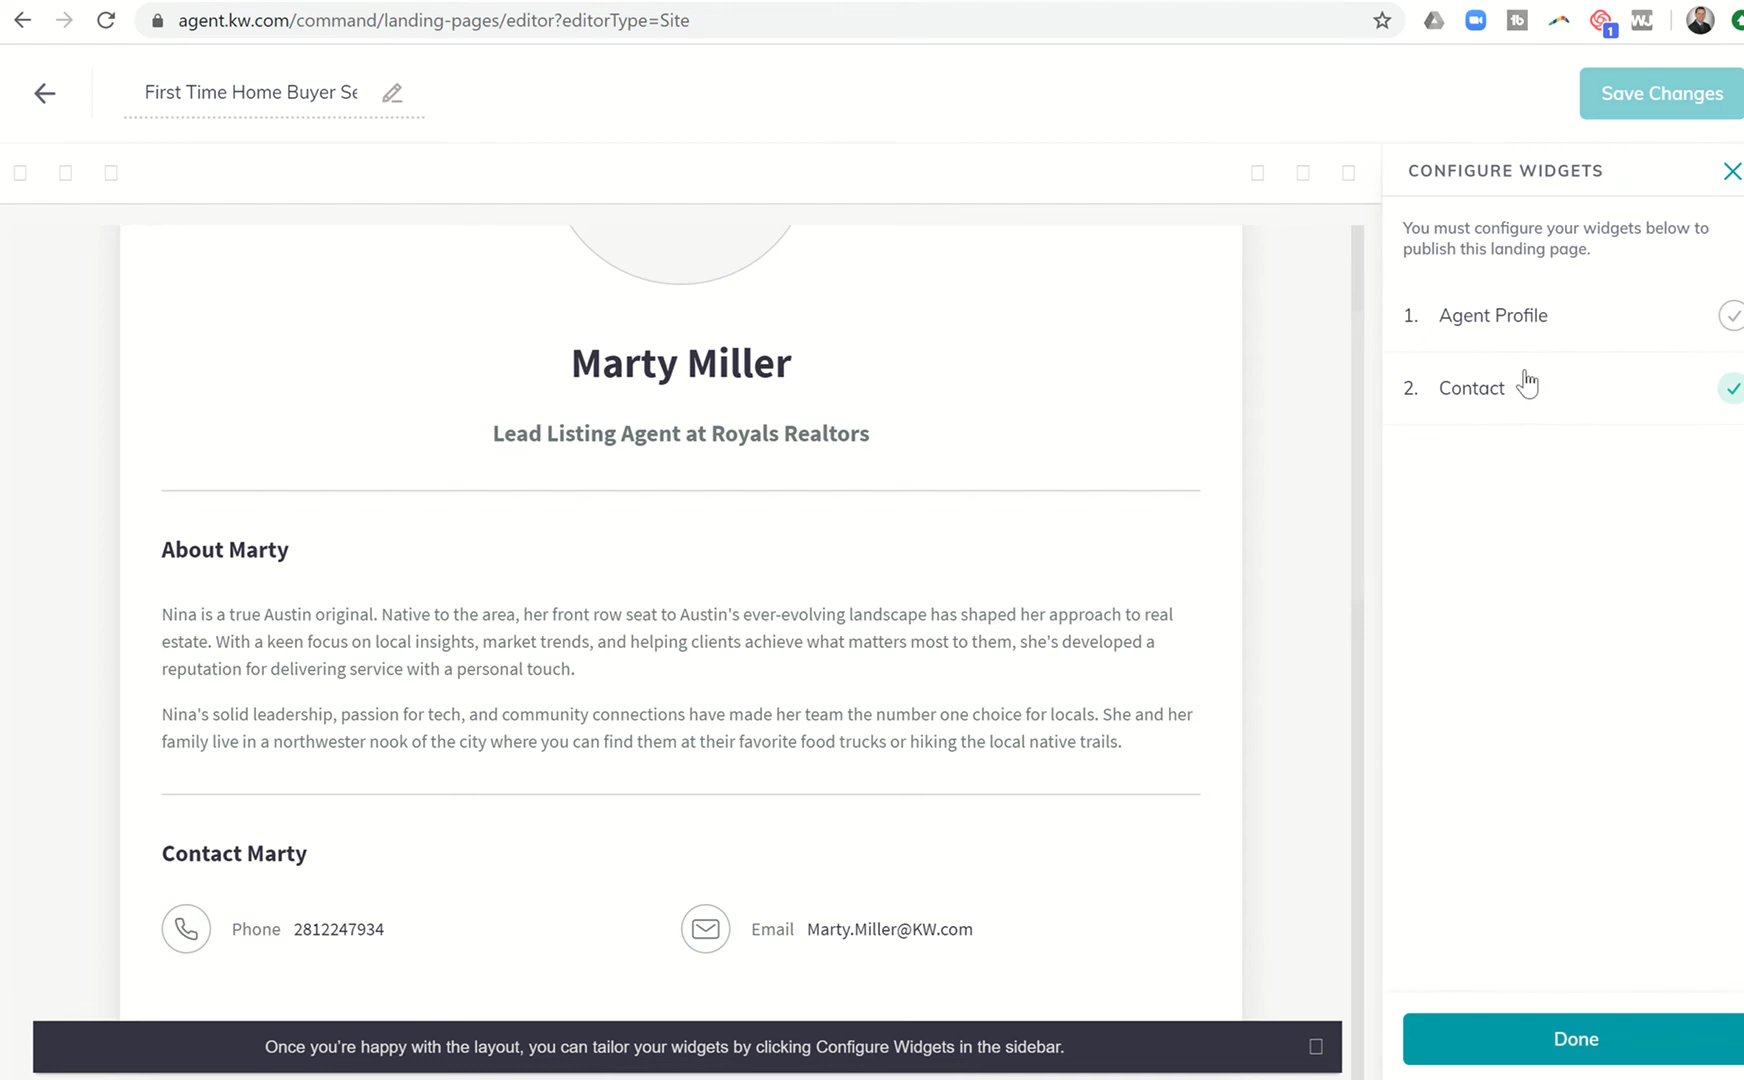 agent.kw.com/command/landing-pages/editor?editorType=Site
tb
1
WJ
First Time Home Buyer Se
Save Changes
CONFIGURE WIDGETS
You must configure your widgets below to
publish this landing page.
1. Agent Profile
2. Contact
Marty Miller
Lead Listing Agent at Royals Realtors
About Marty
Nina is a true Austin original. Native to the area, her front row seat to Austin's ever-evolving landscape has shaped her approach to real
estate. With a keen focus on local insights, market trends, and helping clients achieve what matters most to them, she's developed a
reputation for delivering service with a personal touch.
Nina's solid leadership, passion for tech, and community connections have made her team the number one choice for locals. She and her
family live in a northwester nook of the city where you can find them at their favorite food trucks or hiking the local native trails.
Contact Marty
Phone 2812247934
Email Marty.Miller@KW.com
Once you're happy with the layout, you can tailor your widgets by clicking Configure Widgets in the sidebar.
Done